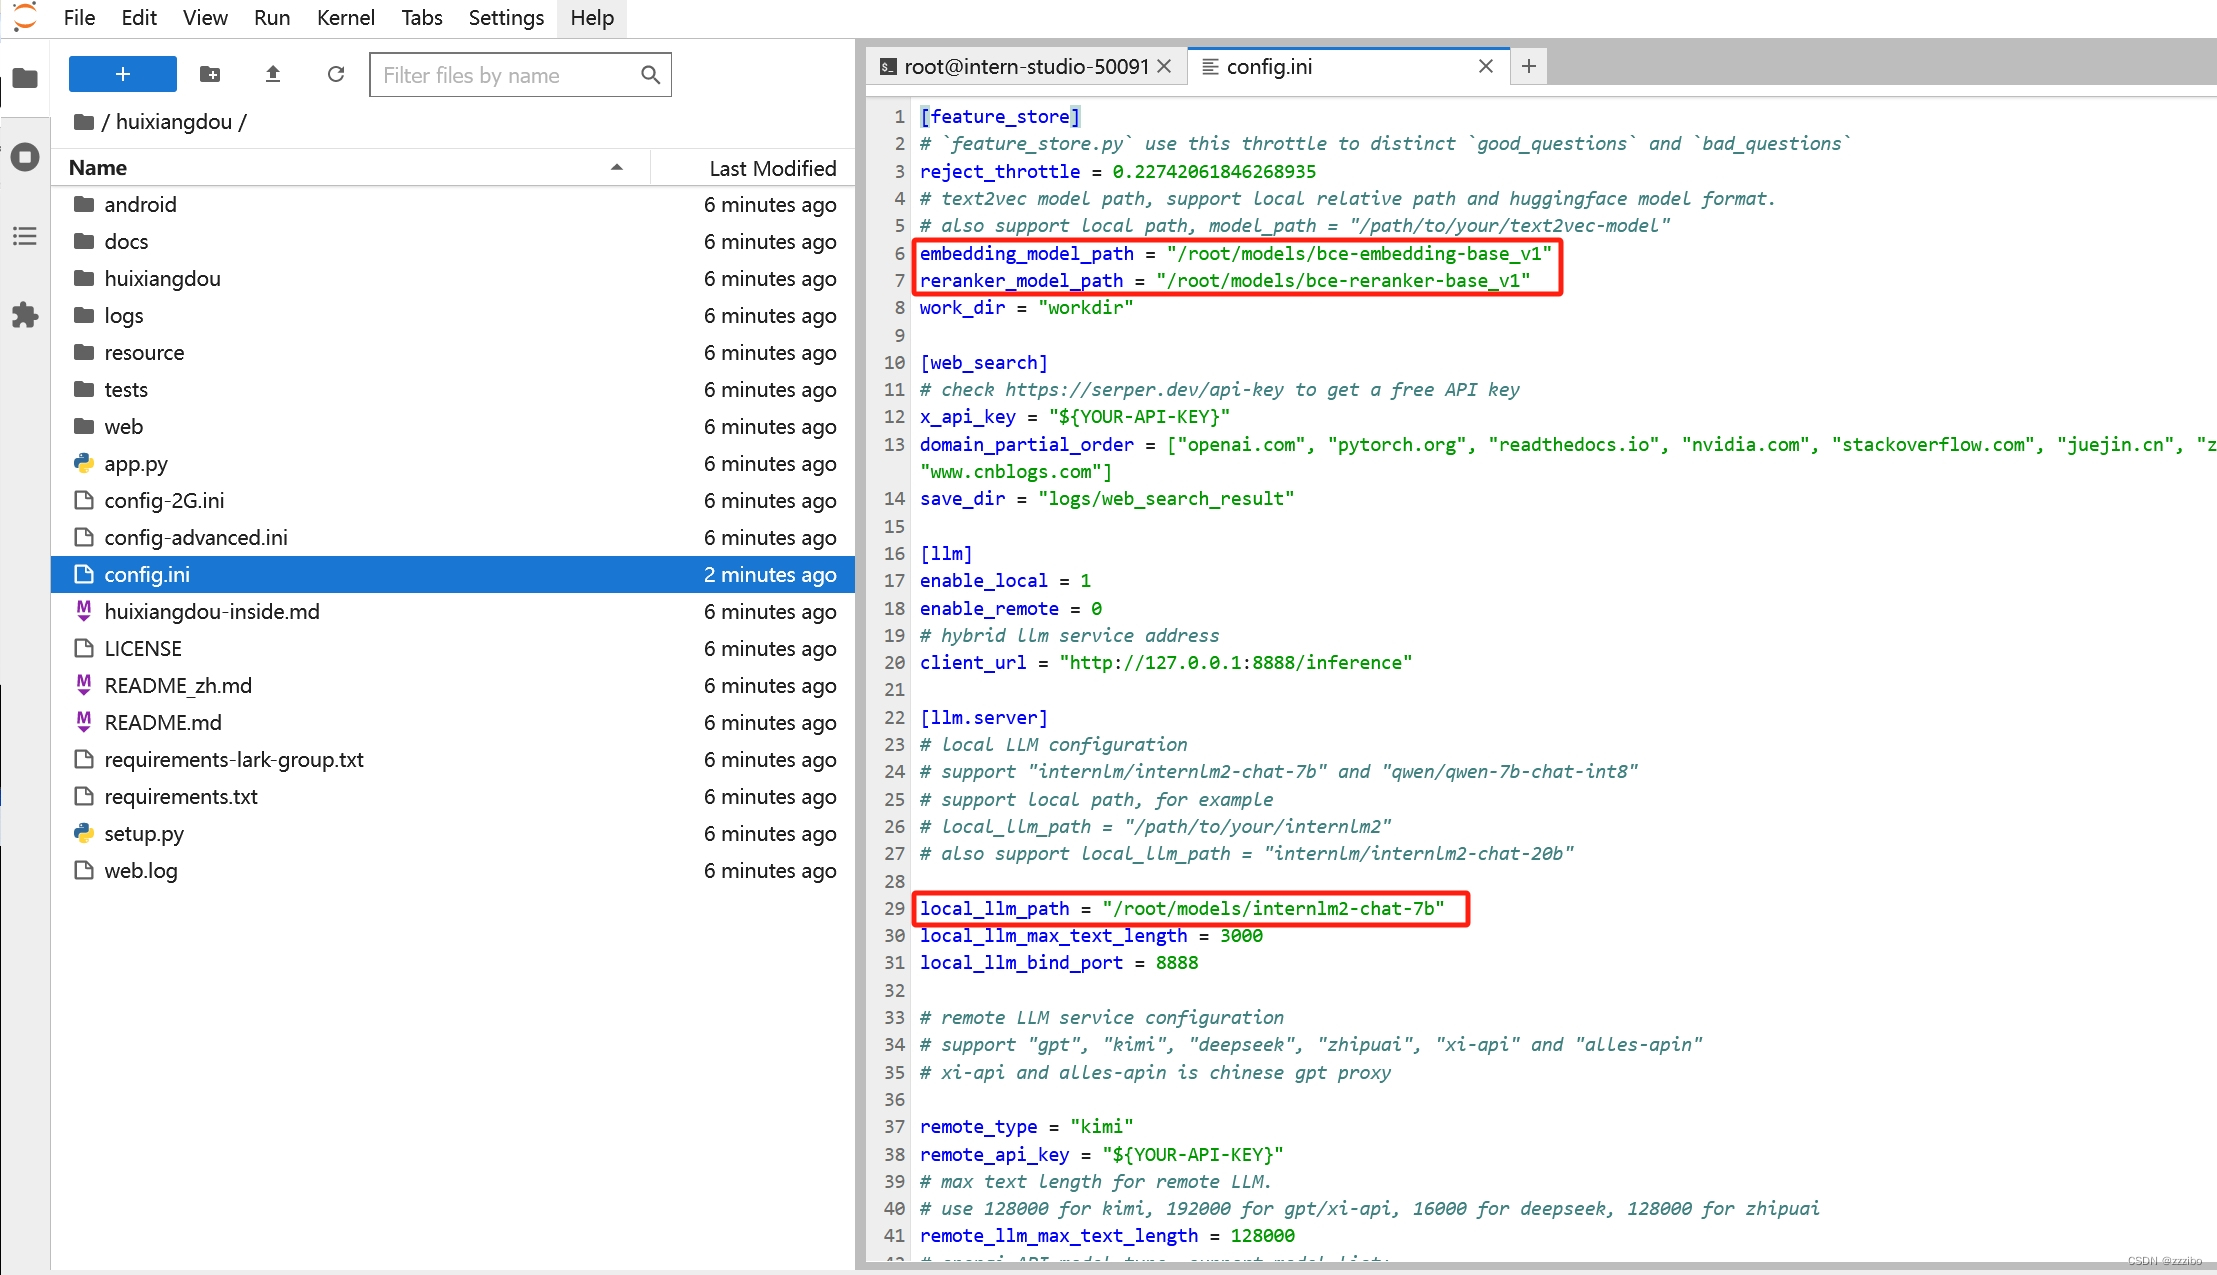 File Edit View Run Kernel Tabs Settings Help
Filter files by name
/ huixiangdou /
Name Last Modified
android 6 minutes ago
docs 6 minutes ago
huixiangdou 6 minutes ago
logs 6 minutes ago
resource 6 minutes ago
tests 6 minutes ago
web 6 minutes ago
app.py 6 minutes ago
config-2G.ini 6 minutes ago
config-advanced.ini 6 minutes ago
config.ini 2 minutes ago
huixiangdou-inside.md 6 minutes ago
LICENSE 6 minutes ago
README_zh.md 6 minutes ago
README.md 6 minutes ago
requirements-lark-group.txt 6 minutes ago
requirements.txt 6 minutes ago
setup.py 6 minutes ago
web.log 6 minutes ago
root@intern-studio-50091 config.ini
1 [feature_store]
2 # `feature_store.py` use this throttle to distinct `good_questions` and `bad_questions`
3 reject_throttle = 0.22742061846268935
4 # text2vec model path, support local relative path and huggingface model format.
5 # also support local path, model_path = "/path/to/your/text2vec-model"
6 embedding_model_path = "/root/models/bce-embedding-base_v1"
7 reranker_model_path = "/root/models/bce-reranker-base_v1"
8 work_dir = "workdir"
9
10 [web_search]
11 # check https://serper.dev/api-key to get a free API key
12 x_api_key = "${YOUR-API-KEY}"
13 domain_partial_order = ["openai.com", "pytorch.org", "readthedocs.io", "nvidia.com", "stackoverflow.com", "juejin.cn", "z
"www.cnblogs.com"]
14 save_dir = "logs/web_search_result"
15
16 [llm]
17 enable_local = 1
18 enable_remote = 0
19 # hybrid llm service address
20 client_url = "http://127.0.0.1:8888/inference"
21
22 [llm.server]
23 # local LLM configuration
24 # support "internlm/internlm2-chat-7b" and "qwen/qwen-7b-chat-int8"
25 # support local path, for example
26 # local_llm_path = "/path/to/your/internlm2"
27 # also support local_llm_path = "internlm/internlm2-chat-20b"
28
29 local_llm_path = "/root/models/internlm2-chat-7b"
30 local_llm_max_text_length = 3000
31 local_llm_bind_port = 8888
32
33 # remote LLM service configuration
34 # support "gpt", "kimi", "deepseek", "zhipuai", "xi-api" and "alles-apin"
35 # xi-api and alles-apin is chinese gpt proxy
36
37 remote_type = "kimi"
38 remote_api_key = "${YOUR-API-KEY}"
39 # max text length for remote LLM.
40 # use 128000 for kimi, 192000 for gpt/xi-api, 16000 for deepseek, 128000 for zhipuai
41 remote_llm_max_text_length = 128000
CSDN @zzzibo